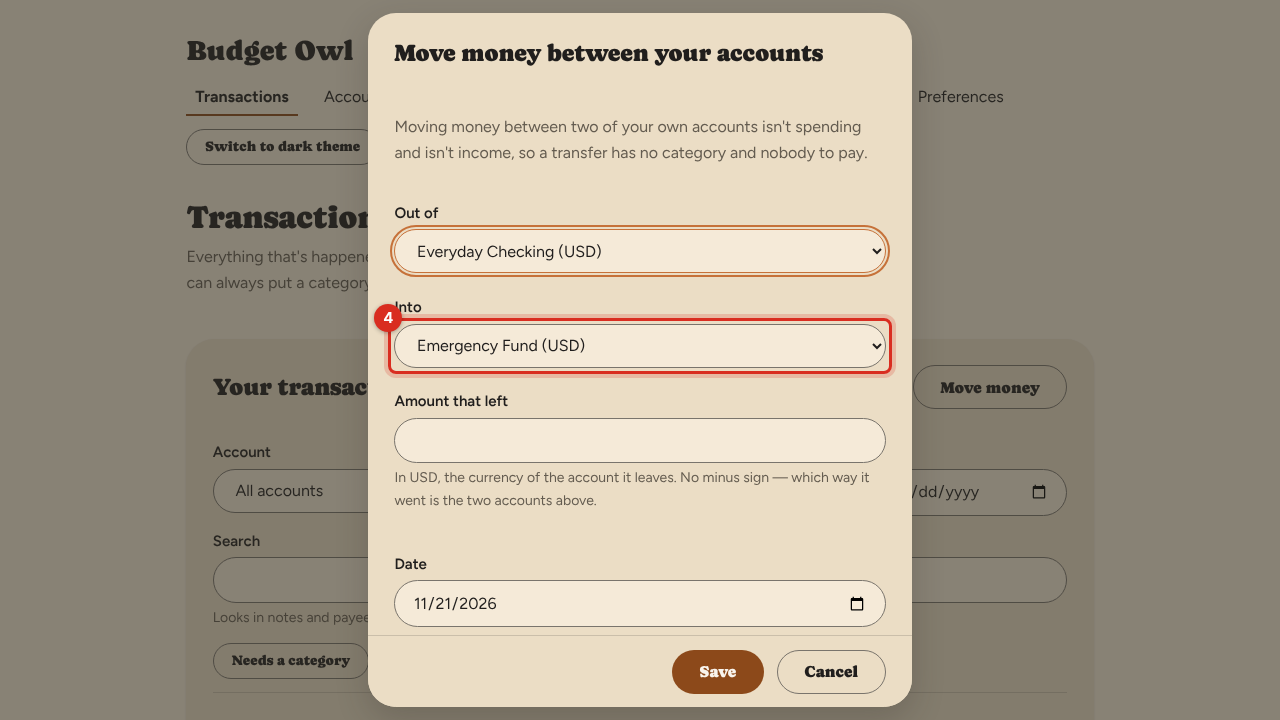 Budget Owl
Move money between your accounts
Transactions
Accou
Preferences
Switch to dark theme
Moving money between two of your own accounts isn't spending
and isn't income, so a transfer has no category and nobody to pay.
Transaction
Everything that's happene
can always put a category
Out of
Everyday Checking (USD)
Into
4
Emergency Fund (USD)
Your transac
Move money
Amount that left
In USD, the currency of the account it leaves. No minus sign — which way it
went is the two accounts above.
Account
All accounts
/dd/yyyy
Search
Looks in notes and payee
Date
11/21/2026
Needs a category
Save
Cancel